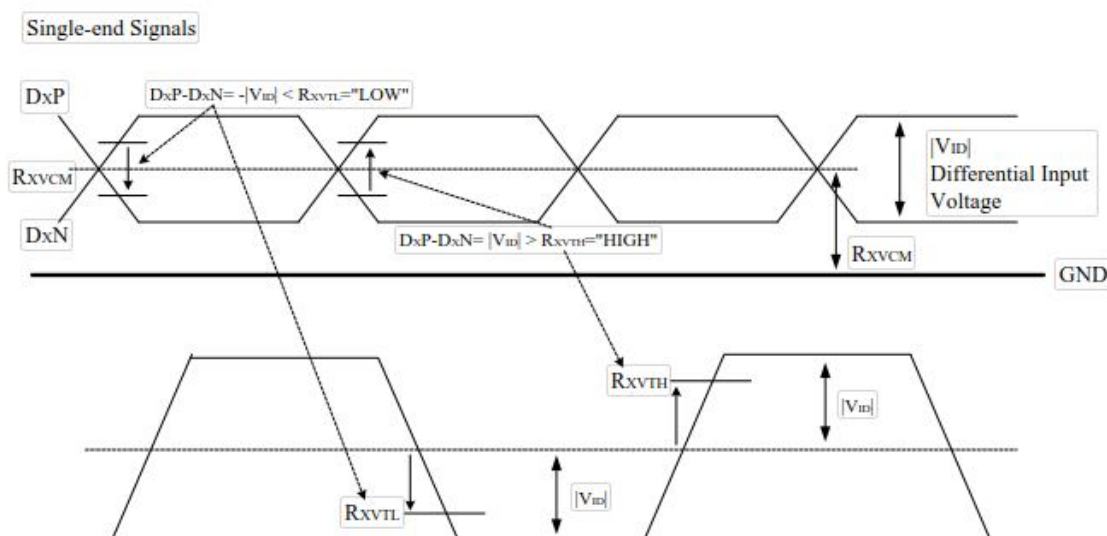 Single-end Signals
DxP
DxP-DxN= -|VID| < RXVTL="LOW"
|VID|
Differential Input
Voltage
RXVCM
DxN
DxP-DxN= |VID| > RXVTH="HIGH"
RXVCM
GND
RXVTH
|VID|
|VID|
RXVTL